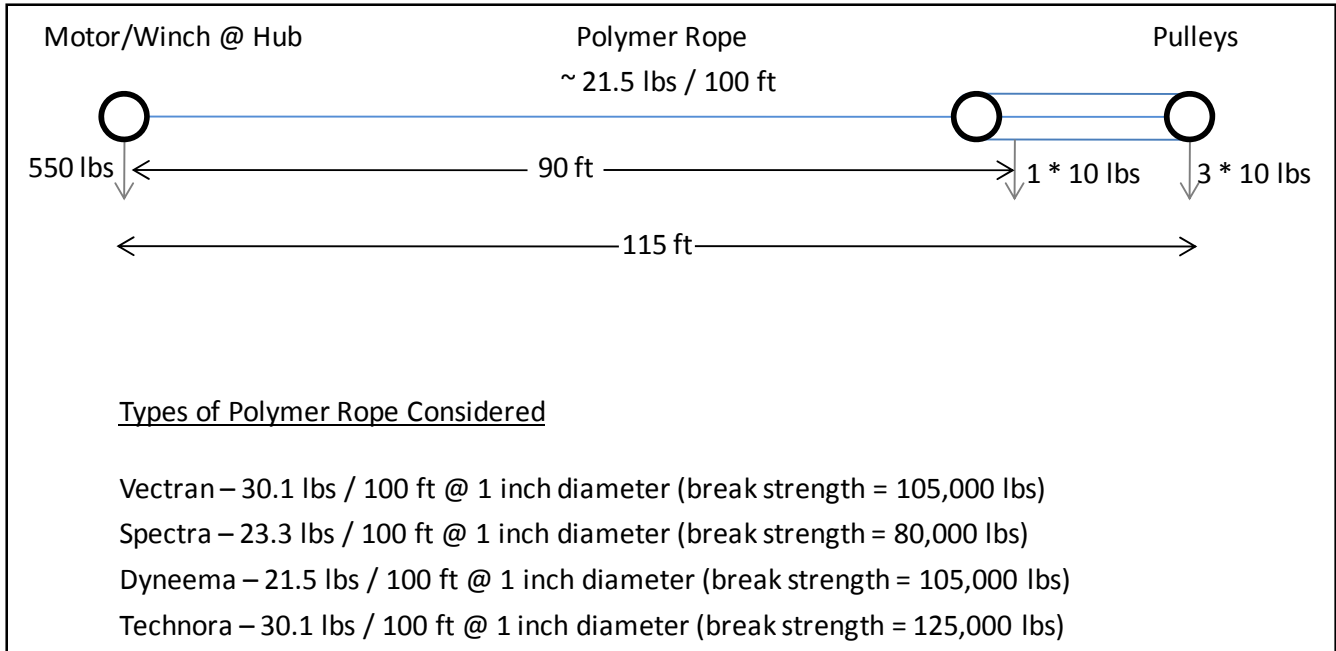 Motor/Winch @ Hub
Polymer Rope
Pulleys
~ 21.5 lbs / 100 ft
550 lbs
90 ft
1 * 10 lbs
3 * 10 lbs
115 ft
Types of Polymer Rope Considered
Vectran – 30.1 lbs / 100 ft @ 1 inch diameter (break strength = 105,000 lbs)
Spectra – 23.3 lbs / 100 ft @ 1 inch diameter (break strength = 80,000 lbs)
Dyneema – 21.5 lbs / 100 ft @ 1 inch diameter (break strength = 105,000 lbs)
Technora – 30.1 lbs / 100 ft @ 1 inch diameter (break strength = 125,000 lbs)